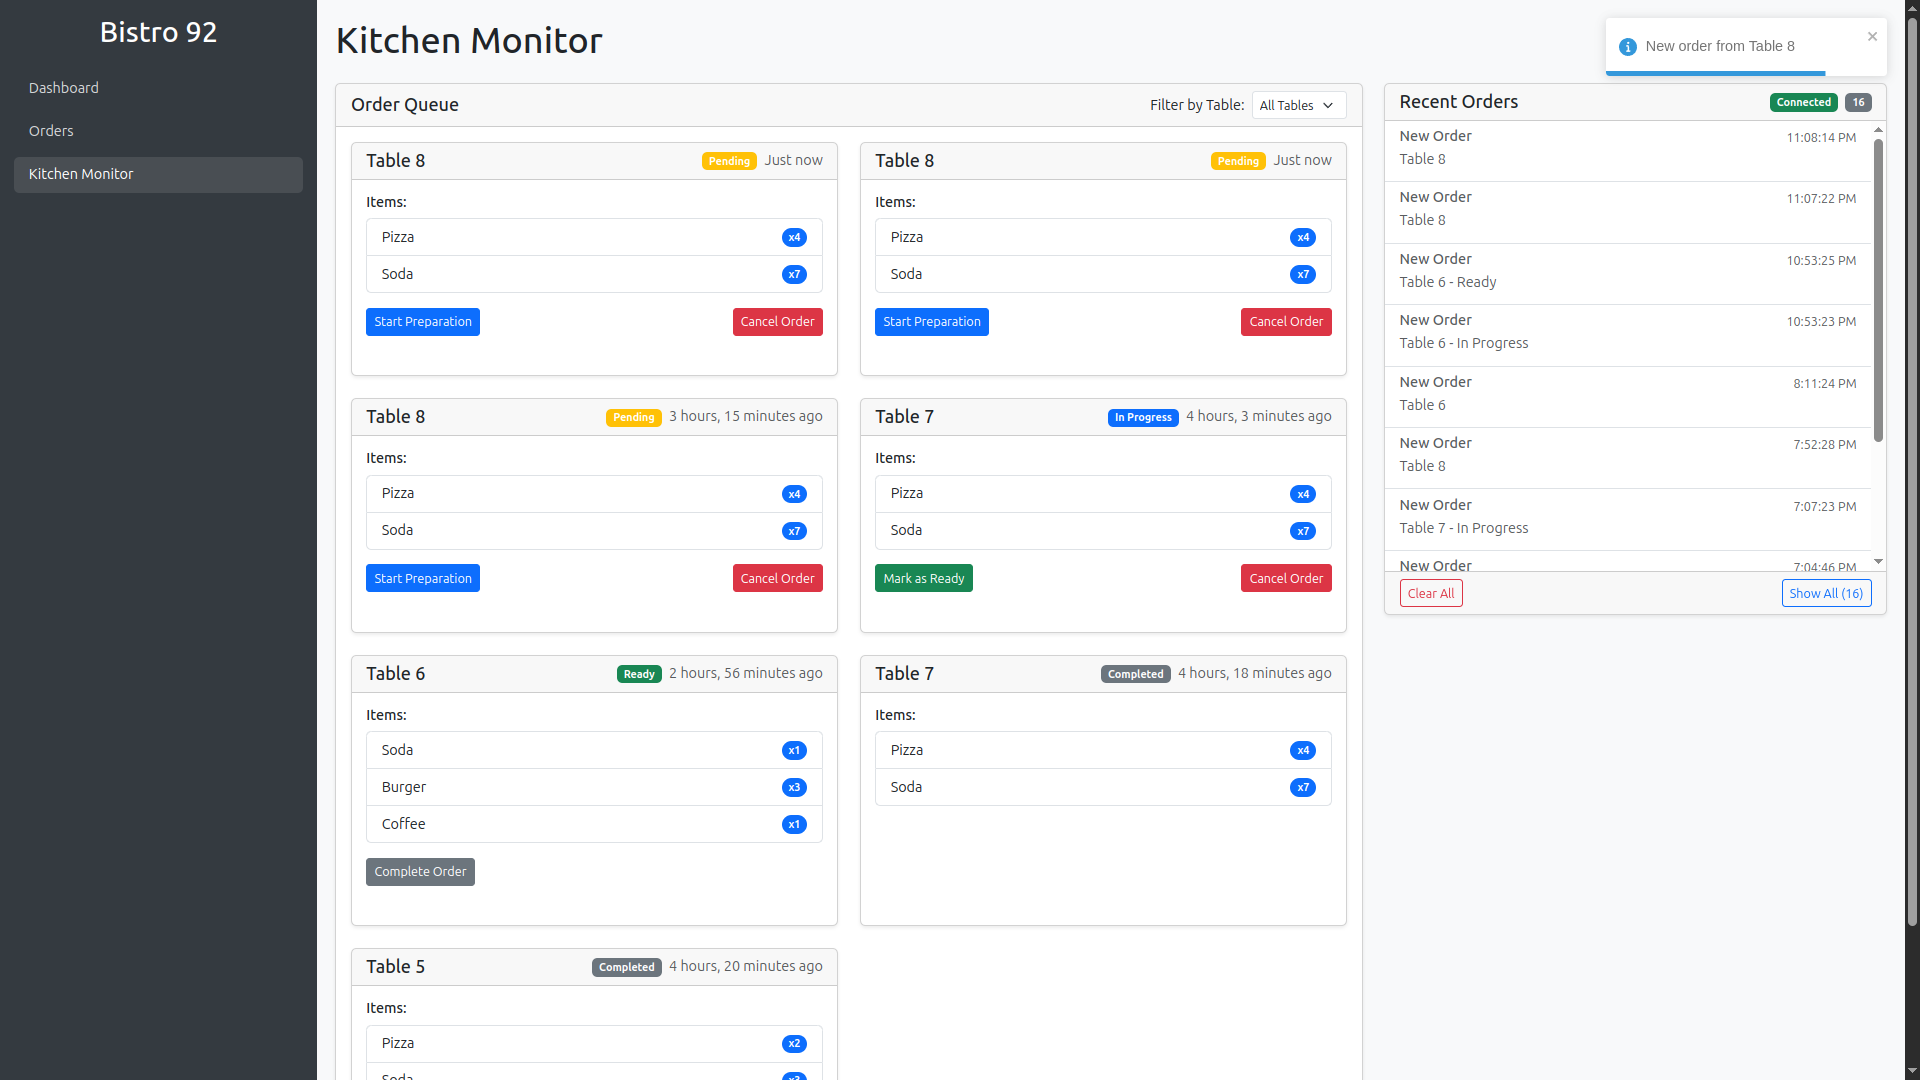 Bistro 92
Dashboard
Orders
Kitchen Monitor
Kitchen Monitor
New order from Table 8
×
Order Queue
Filter by Table: All Tables
Table 8 Pending Just now
Items:
Pizza x4
Soda x7
Start Preparation Cancel Order
Table 8 Pending Just now
Items:
Pizza x4
Soda x7
Start Preparation Cancel Order
Table 8 Pending 3 hours, 15 minutes ago
Items:
Pizza x4
Soda x7
Start Preparation Cancel Order
Table 7 In Progress 4 hours, 3 minutes ago
Items:
Pizza x4
Soda x7
Mark as Ready Cancel Order
Table 6 Ready 2 hours, 56 minutes ago
Items:
Soda x1
Burger x3
Coffee x1
Complete Order
Table 7 Completed 4 hours, 18 minutes ago
Items:
Pizza x4
Soda x7
Table 5 Completed 4 hours, 20 minutes ago
Items:
Pizza x2
Soda
Recent Orders Connected 16
New Order 11:08:14 PM
Table 8
New Order 11:07:22 PM
Table 8
New Order 10:53:25 PM
Table 6 - Ready
New Order 10:53:23 PM
Table 6 - In Progress
New Order 8:11:24 PM
Table 6
New Order 7:52:28 PM
Table 8
New Order 7:07:23 PM
Table 7 - In Progress
New Order 7:04:46 PM
Clear All Show All (16)